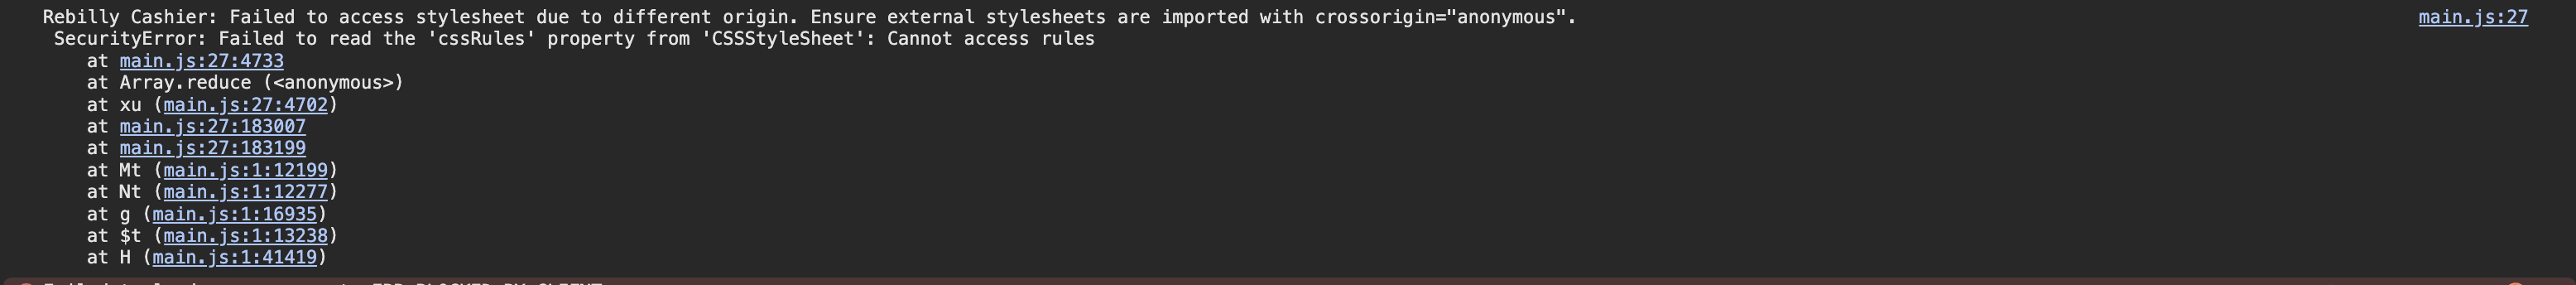 Rebilly Cashier: Failed to access stylesheet due to different origin. Ensure external stylesheets are imported with crossorigin="anonymous". main.js:27
SecurityError: Failed to read the 'cssRules' property from 'CSSStyleSheet': Cannot access rules
at main.js:27:4733
at Array.reduce (<anonymous>)
at xu (main.js:27:4702)
at main.js:27:183007
at main.js:27:183199
at Mt (main.js:1:12199)
at Nt (main.js:1:12277)
at g (main.js:1:16935)
at $t (main.js:1:13238)
at H (main.js:1:41419)